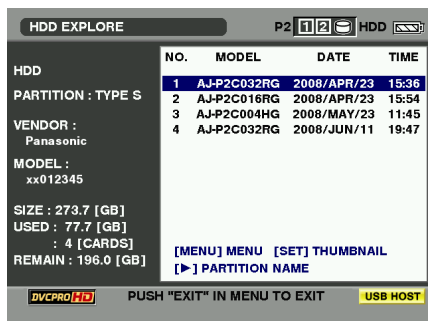 HDD EXPLORE
P2 1 2 HDD
HDD
PARTITION : TYPE S
VENDOR :
Panasonic
MODEL :
xx012345
SIZE : 273.7 [GB]
USED : 77.7 [GB]
: 4 [CARDS]
REMAIN : 196.0 [GB]
NO. MODEL DATE TIME
1 AJ-P2C032RG 2008/APR/23 15:36
2 AJ-P2C016RG 2008/APR/23 15:54
3 AJ-P2C004HG 2008/MAY/23 11:45
4 AJ-P2C032RG 2008/JUN/11 19:47
[MENU] MENU [SET] THUMBNAIL
[►] PARTITION NAME
DVCPRO HD PUSH "EXIT" IN MENU TO EXIT USB HOST